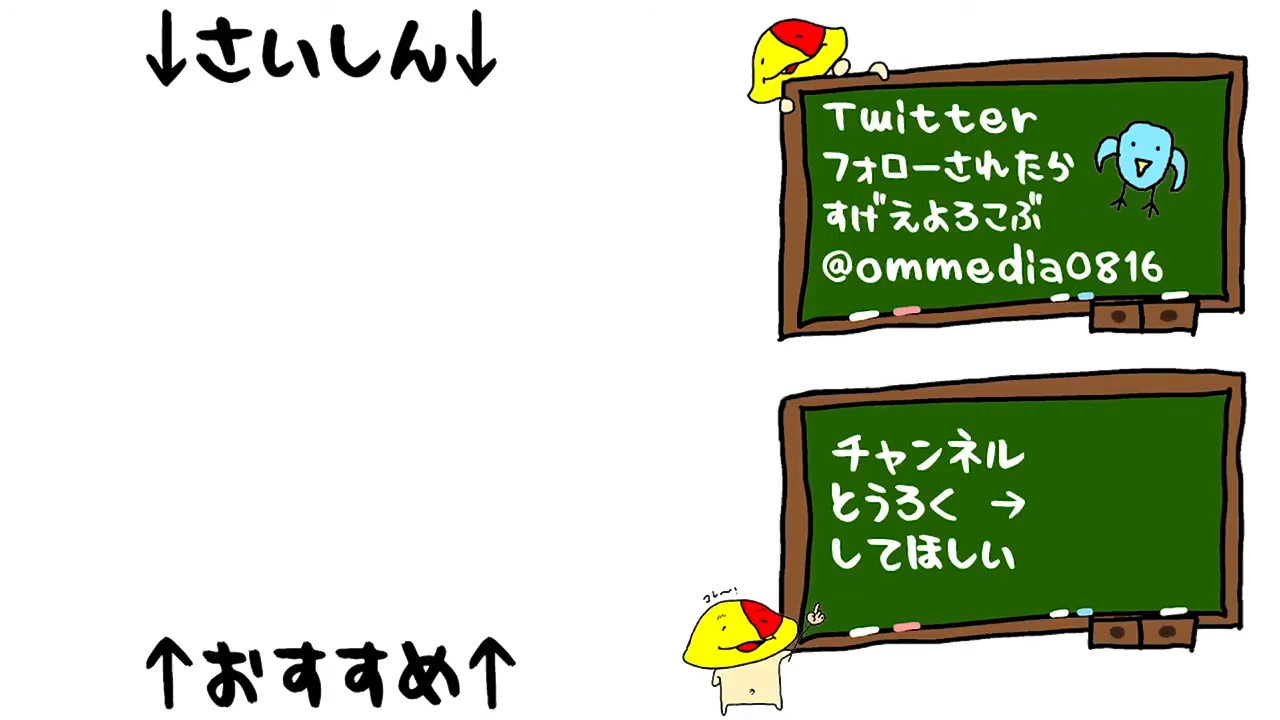 ↓さいしん↓
Twitter
フォローされたら
すげえよろこぶ
@ommedia0816
チャンネル
とうろく →
してほしい
コレ〜!
↑おすすめ↑